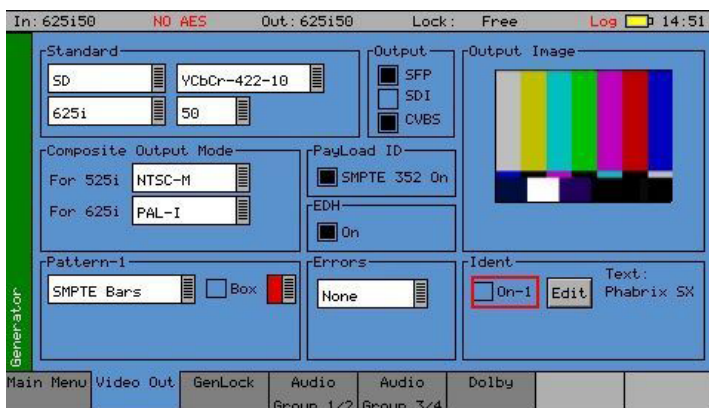 In: 625i50 NO AES Out: 625i50 Lock: Free Log 14:51
Standard
SD YCbCr-422-10
625i 50
Output
SFP
SDI
CVBS
Output Image
Composite Output Mode
For 525i NTSC-M
For 625i PAL-I
PayLoad ID
SMPTE 352 On
EDH
On
Pattern-1
SMPTE Bars Box
Errors
None
Ident
On-1 Edit Text:
Phabrix SX
Generator
Main Menu Video Out GenLock Audio Group 1/2 Audio Group 3/4 Dolby